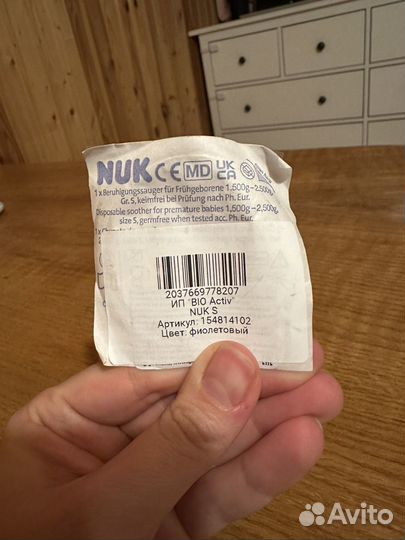 NUK CE MD UK CA
1 x Beruhigungssauger für Frühgeborene 1.500g–2.500g,
Gr. S, keimfrei bei Prüfung nach Ph. Eur.
Disposable soother for premature babies 1,500g–2,500g,
size S, germfree when tested acc. Ph. Eur.
2037669778207
ИП "BIO Activ"
NUK S
Артикул: 154814102
Цвет: фиолетовый
Avito